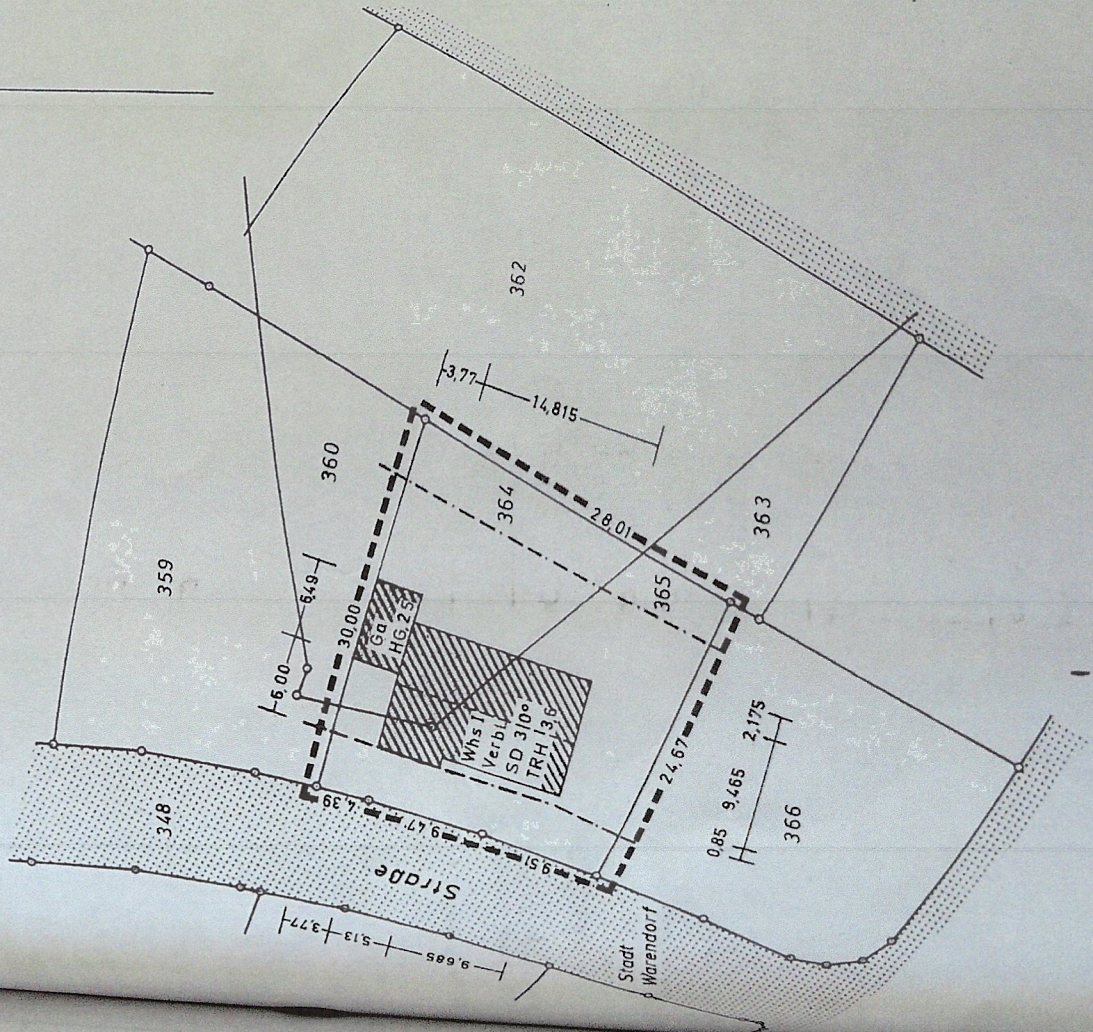 362
3,77
14,815
360
359
364
28,01
363
6,49
6,00
30,00
Ga
HG. 2,5
365
Whs I
Verbl.
SD 30°
TRH 3,6
348
4,39
9,47
9,51
24,67
2,175
9,465
0,85
366
Straße
3,77
5,13
9,685
Stadt
Warendorf